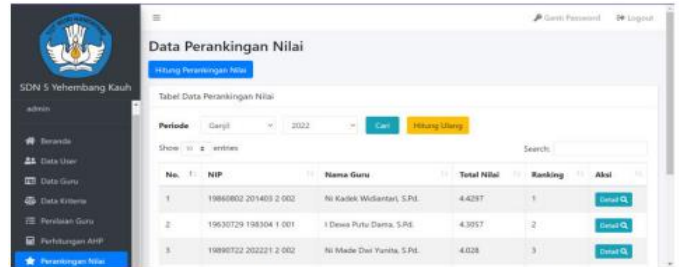 Ganti Password Logout
Data Perankingan Nilai
Hitung Perankingan Nilai
SDN 5 Yehembang Kauh
admin
Tabel Data Perankingan Nilai
Periode Ganjil 2022 Cari Hitung Ulang
Show 10 entries Search:
Beranda
Data User
Data Guru
Data Kriteria
Penilaian Guru
Perhitungan AHP
Perankingan Nilai
No. NIP Nama Guru Total Nilai Ranking Aksi
1 19860802 201403 2 002 Ni Kadek Widiantari, S.Pd. 4.4297 1 Detail
2 19630729 198304 1 001 I Dewa Putu Darma, S.Pd. 4.3057 2 Detail
3 19890722 202221 2 002 Ni Made Dwi Yunita, S.Pd. 4.028 3 Detail